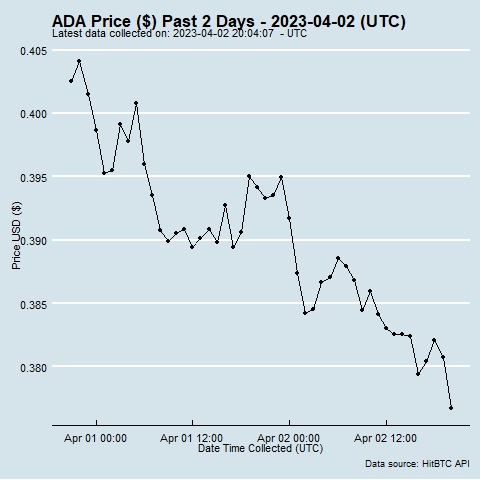 ADA Price ($) Past 2 Days - 2023-04-02 (UTC)
Latest data collected on: 2023-04-02 20:04:07  - UTC
0.405
0.400
0.395
0.390
0.385
0.380
Price USD ($)
Apr 01 00:00
Apr 01 12:00
Apr 02 00:00
Apr 02 12:00
Date Time Collected (UTC)
Data source: HitBTC API